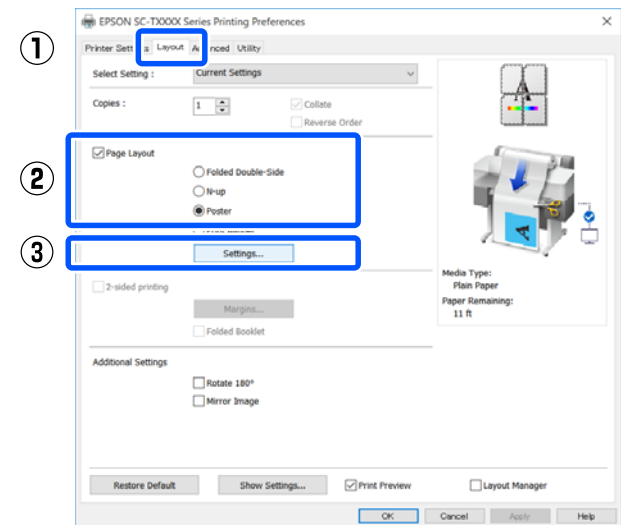 EPSON SC-TXXXX Series Printing Preferences
1
Layout
Utility
Select Setting :
Current Settings
Copies :
1
Collate
Reverse Order
2
Page Layout
Folded Double-Side
N-up
Poster
3
Settings...
2-sided printing
Margins...
Folded Booklet
Media Type:
Plain Paper
Paper Remaining:
11 ft
Additional Settings
Rotate 180°
Mirror Image
Restore Default
Show Settings...
Print Preview
Layout Manager
OK
Cancel
Apply
Help